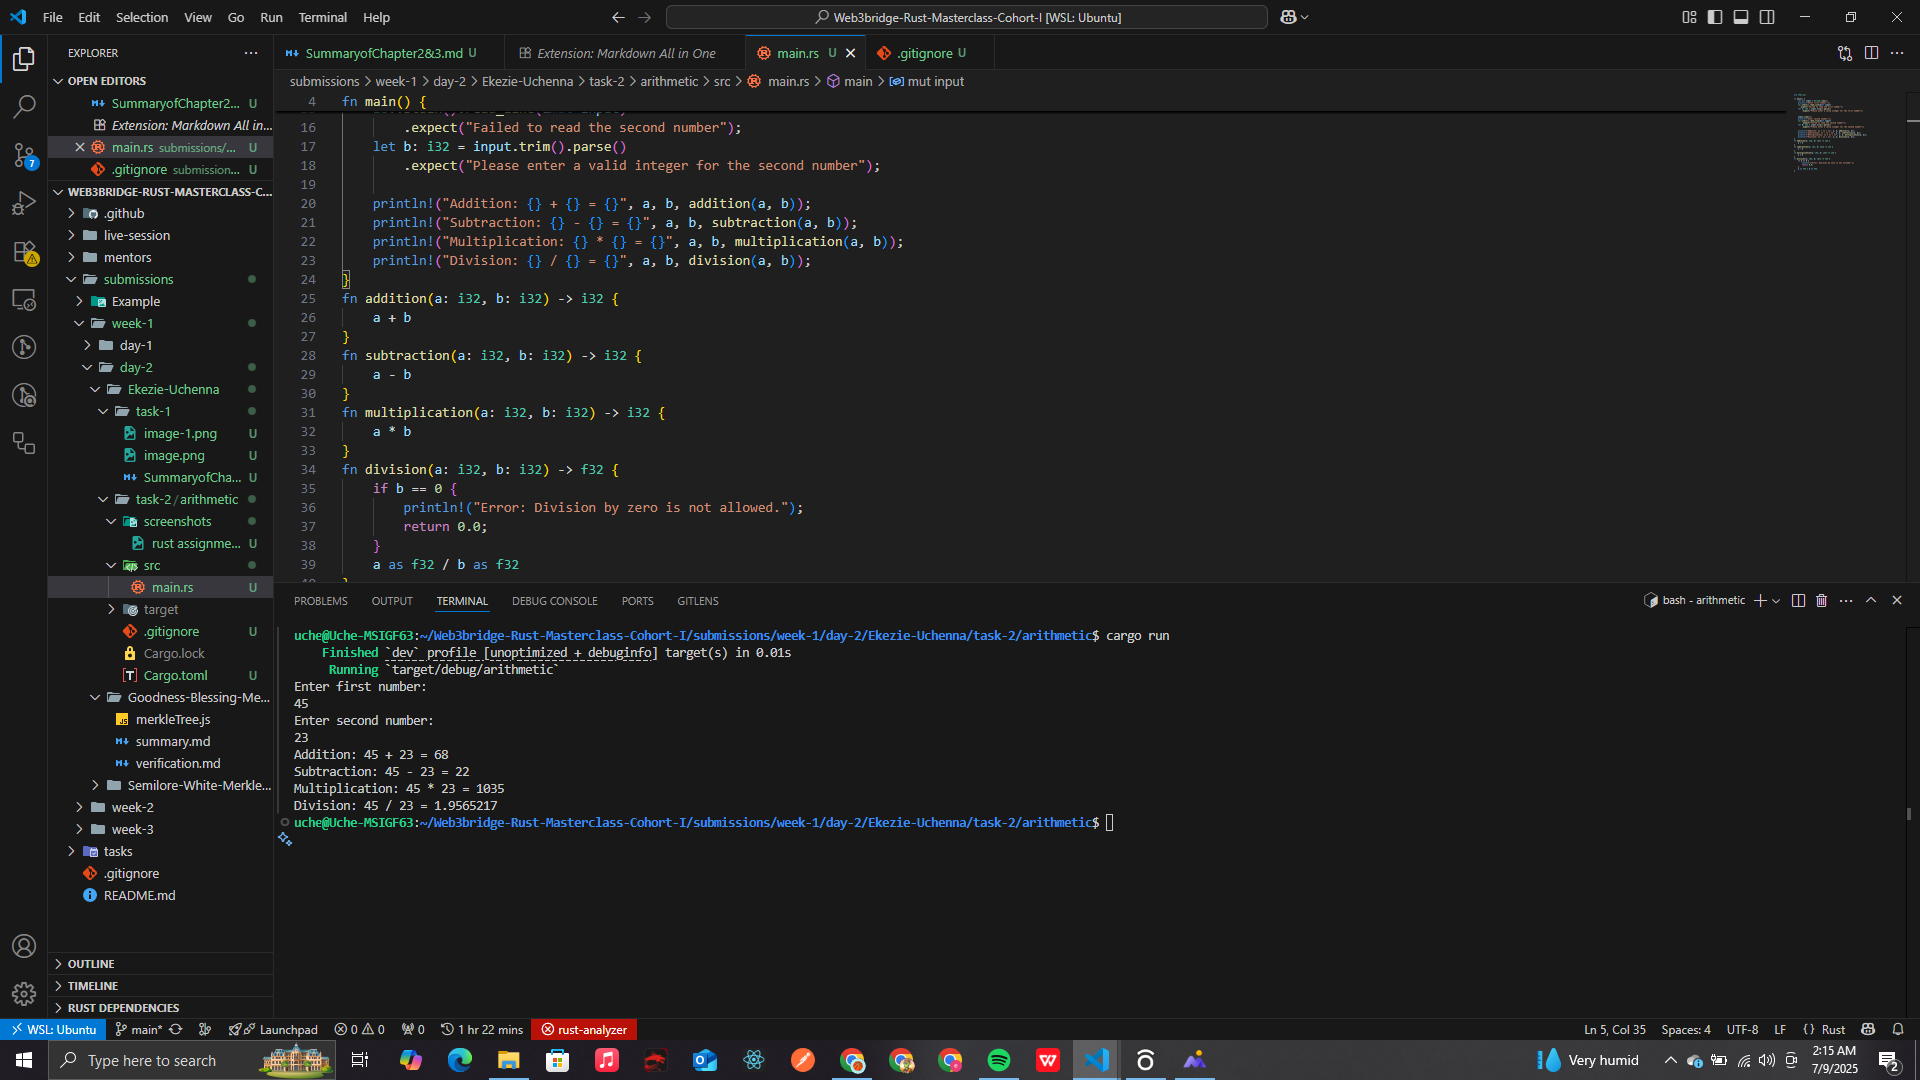 File Edit Selection View Go Run Terminal Help
Web3bridge-Rust-Masterclass-Cohort-I [WSL: Ubuntu]
EXPLORER
OPEN EDITORS
SummaryofChapter2... U
Extension: Markdown All in...
main.rs submissions/... U
.gitignore submission... U
WEB3BRIDGE-RUST-MASTERCLASS-C...
.github
live-session
mentors
submissions
Example
week-1
day-1
day-2
Ekezie-Uchenna
task-1
image-1.png U
image.png U
SummaryofCha... U
task-2 / arithmetic
screenshots
rust assignme... U
src
main.rs U
target
.gitignore U
Cargo.lock
Cargo.toml U
Goodness-Blessing-Me...
merkleTree.js
summary.md
verification.md
Semilore-White-Merkle...
week-2
week-3
tasks
.gitignore
README.md
OUTLINE
TIMELINE
RUST DEPENDENCIES
7
SummaryofChapter2&3.md U Extension: Markdown All in One main.rs U .gitignore U
submissions > week-1 > day-2 > Ekezie-Uchenna > task-2 > arithmetic > src > main.rs > main > mut input
4 fn main() {
16 .expect("Failed to read the second number");
17 let b: i32 = input.trim().parse()
18 .expect("Please enter a valid integer for the second number");
19
20 println!("Addition: {} + {} = {}", a, b, addition(a, b));
21 println!("Subtraction: {} - {} = {}", a, b, subtraction(a, b));
22 println!("Multiplication: {} * {} = {}", a, b, multiplication(a, b));
23 println!("Division: {} / {} = {}", a, b, division(a, b));
24 }
25 fn addition(a: i32, b: i32) -> i32 {
26 a + b
27 }
28 fn subtraction(a: i32, b: i32) -> i32 {
29 a - b
30 }
31 fn multiplication(a: i32, b: i32) -> i32 {
32 a * b
33 }
34 fn division(a: i32, b: i32) -> f32 {
35 if b == 0 {
36 println!("Error: Division by zero is not allowed.");
37 return 0.0;
38 }
39 a as f32 / b as f32
PROBLEMS OUTPUT TERMINAL DEBUG CONSOLE PORTS GITLENS
bash - arithmetic
uche@Uche-MSIGF63:~/Web3bridge-Rust-Masterclass-Cohort-I/submissions/week-1/day-2/Ekezie-Uchenna/task-2/arithmetic$ cargo run
Finished `dev` profile [unoptimized + debuginfo] target(s) in 0.01s
Running `target/debug/arithmetic`
Enter first number:
45
Enter second number:
23
Addition: 45 + 23 = 68
Subtraction: 45 - 23 = 22
Multiplication: 45 * 23 = 1035
Division: 45 / 23 = 1.9565217
uche@Uche-MSIGF63:~/Web3bridge-Rust-Masterclass-Cohort-I/submissions/week-1/day-2/Ekezie-Uchenna/task-2/arithmetic$
WSL: Ubuntu main* Launchpad 0 0 0 1 hr 22 mins rust-analyzer
Ln 5, Col 35 Spaces: 4 UTF-8 LF {} Rust
Type here to search
Very humid
2:15 AM
7/9/2025
2